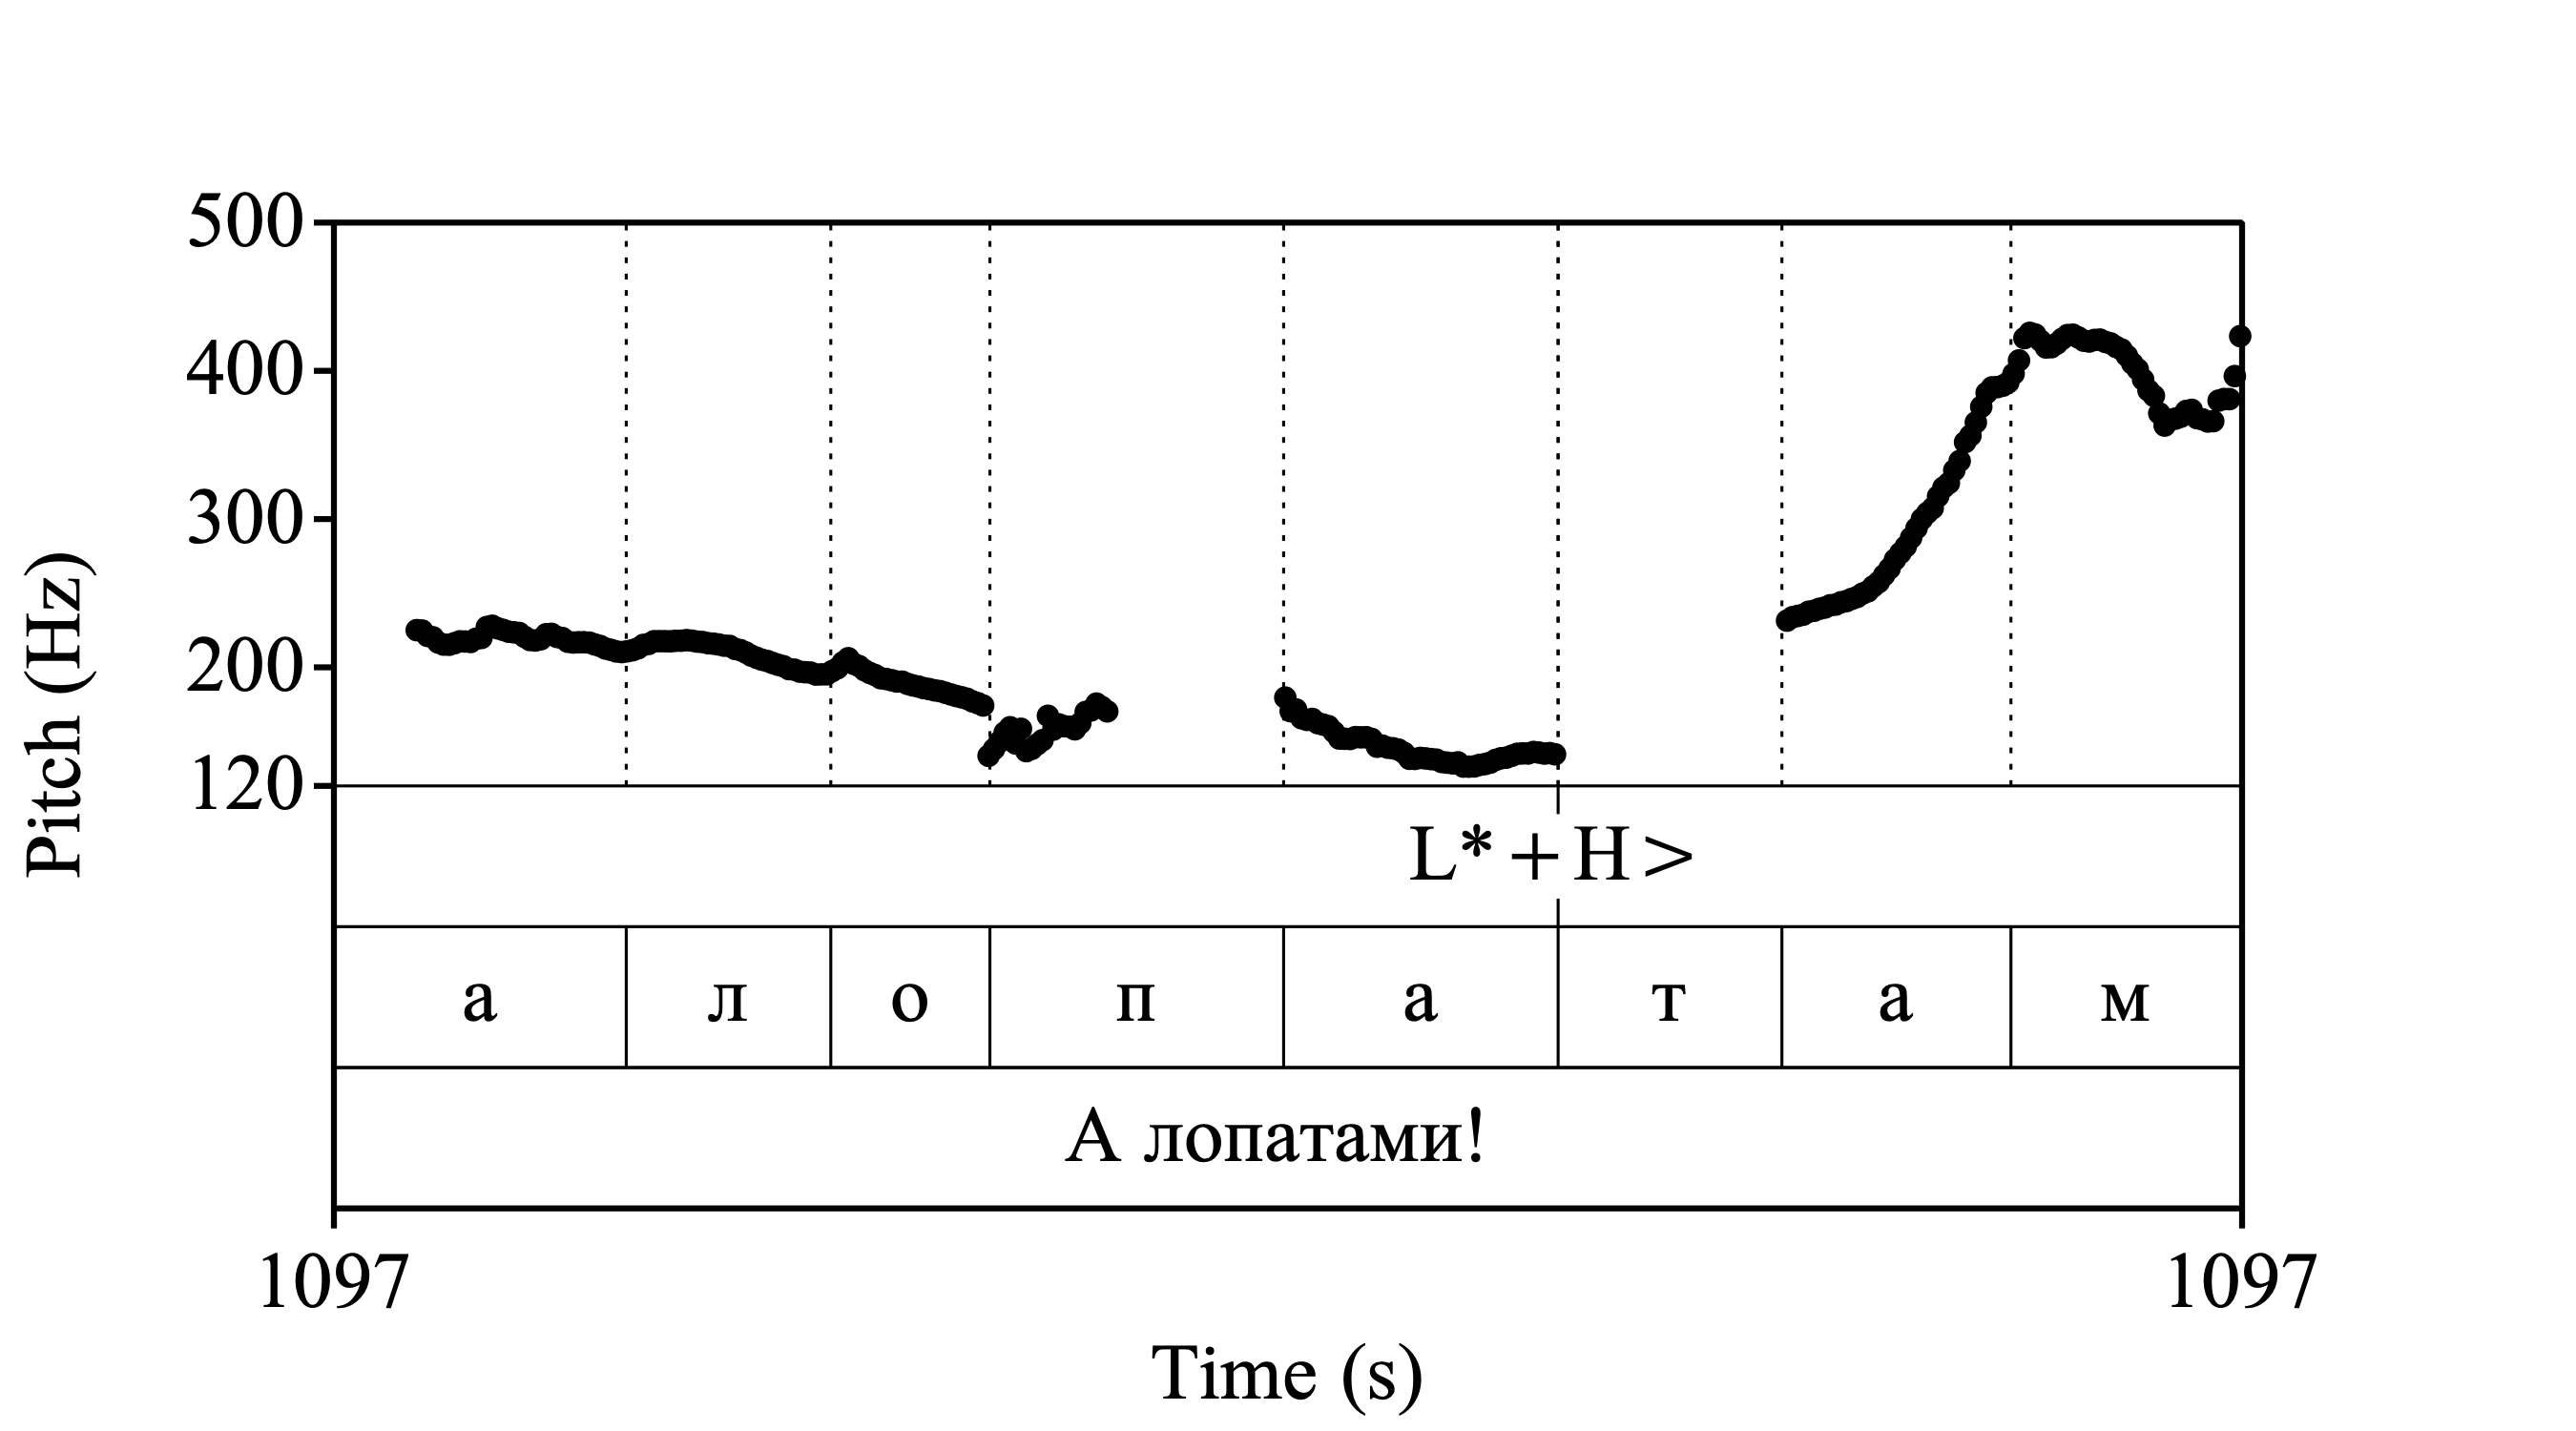 500
400
300
200
120
Pitch (Hz)
L*+H>
а л о п а т а м
А лопатами!
1097 1097
Time (s)